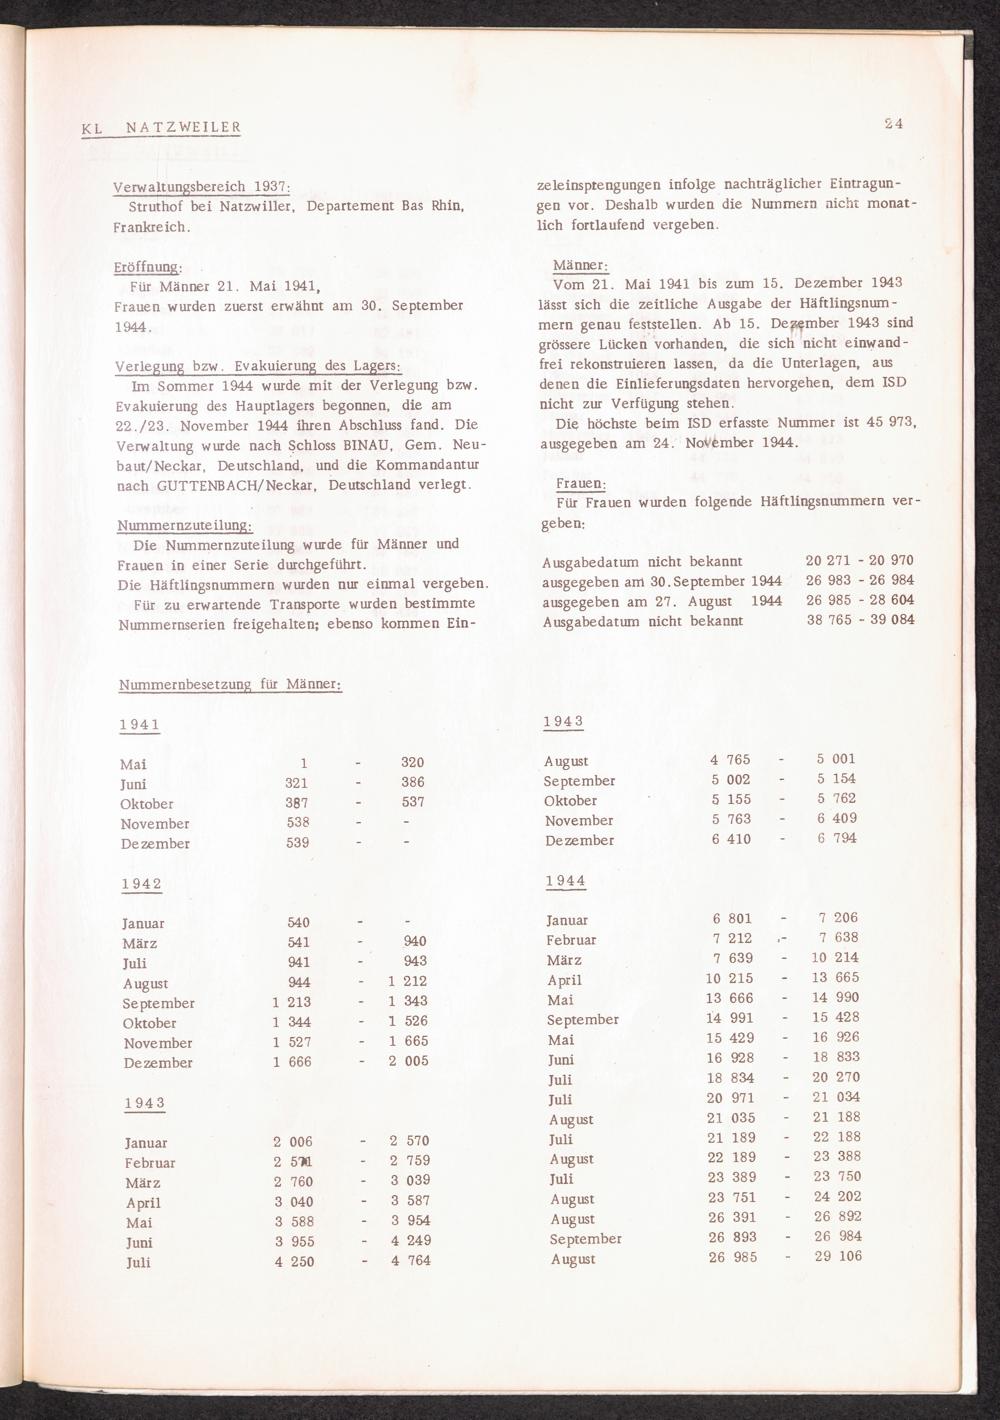 KL NATZWEILER
24
Verwaltungsbereich 1937:
Struthof bei Natzwiller, Departement Bas Rhin,
Frankreich.
Eröffnung:
Für Männer 21. Mai 1941,
Frauen wurden zuerst erwähnt am 30. September
1944.
Verlegung bzw. Evakuierung des Lagers:
Im Sommer 1944 wurde mit der Verlegung bzw.
Evakuierung des Hauptlagers begonnen, die am
22./23. November 1944 ihren Abschluss fand. Die
Verwaltung wurde nach Schloss BINAU, Gem. Neu-
baut/Neckar, Deutschland, und die Kommandantur
nach GUTTENBACH/Neckar, Deutschland verlegt.
Nummernzuteilung:
Die Nummernzuteilung wurde für Männer und
Frauen in einer Serie durchgeführt.
Die Häftlingsnummern wurden nur einmal vergeben.
Für zu erwartende Transporte wurden bestimmte
Nummernserien freigehalten; ebenso kommen Ein-
zeleinsptengungen infolge nachträglicher Eintragun-
gen vor. Deshalb wurden die Nummern nicht monat-
lich fortlaufend vergeben.
Männer:
Vom 21. Mai 1941 bis zum 15. Dezember 1943
lässt sich die zeitliche Ausgabe der Häftlingsnum-
mern genau feststellen. Ab 15. Dezember 1943 sind
grössere Lücken vorhanden, die sich nicht einwand-
frei rekonstruieren lassen, da die Unterlagen, aus
denen die Einlieferungsdaten hervorgehen, dem ISD
nicht zur Verfügung stehen.
Die höchste beim ISD erfasste Nummer ist 45 973,
ausgegeben am 24. November 1944.
Frauen:
Für Frauen wurden folgende Häftlingsnummern ver-
geben:
Ausgabedatum nicht bekannt 20 271 - 20 970
ausgegeben am 30. September 1944 26 983 - 26 984
ausgegeben am 27. August 1944 26 985 - 28 604
Ausgabedatum nicht bekannt 38 765 - 39 084
Nummernbesetzung für Männer:
1941
Mai 1 - 320
Juni 321 - 386
Oktober 387 - 537
November 538 - -
Dezember 539 - -
1942
Januar 540 - -
März 541 - 940
Juli 941 - 943
August 944 - 1 212
September 1 213 - 1 343
Oktober 1 344 - 1 526
November 1 527 - 1 665
Dezember 1 666 - 2 005
1943
Januar 2 006 - 2 570
Februar 2 571 - 2 759
März 2 760 - 3 039
April 3 040 - 3 587
Mai 3 588 - 3 954
Juni 3 955 - 4 249
Juli 4 250 - 4 764
1943
August 4 765 - 5 001
September 5 002 - 5 154
Oktober 5 155 - 5 762
November 5 763 - 6 409
Dezember 6 410 - 6 794
1944
Januar 6 801 - 7 206
Februar 7 212 - 7 638
März 7 639 - 10 214
April 10 215 - 13 665
Mai 13 666 - 14 990
September 14 991 - 15 428
Mai 15 429 - 16 926
Juni 16 928 - 18 833
Juli 18 834 - 20 270
Juli 20 971 - 21 034
August 21 035 - 21 188
Juli 21 189 - 22 188
August 22 189 - 23 388
Juli 23 389 - 23 750
August 23 751 - 24 202
August 26 391 - 26 892
September 26 893 - 26 984
August 26 985 - 29 106